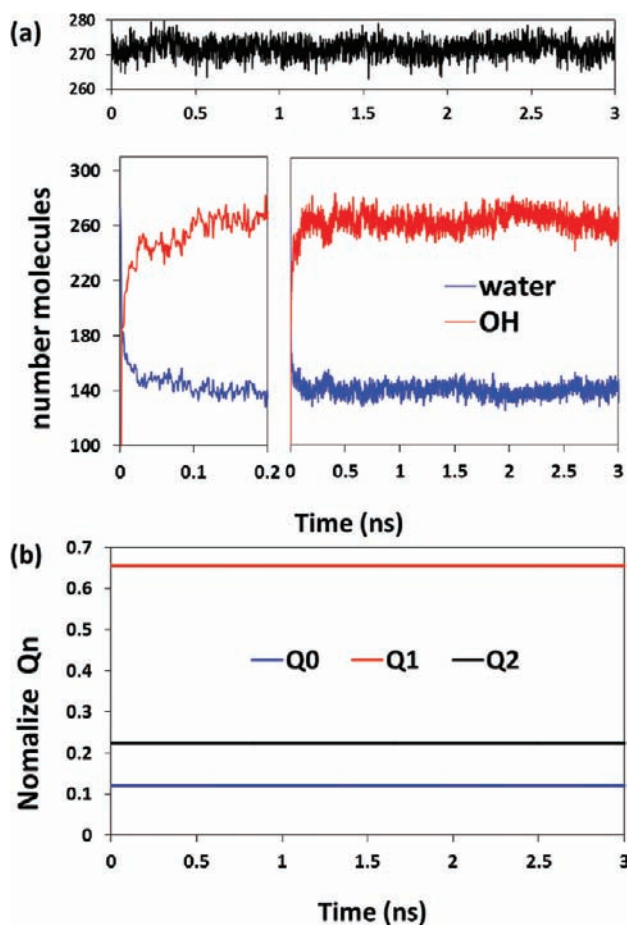 (a)
280
270
260
0 0.5 1 1.5 2 2.5 3
number molecules
300
260
220
180
140
100
water
OH
0 0.1 0.2
0 0.5 1 1.5 2 2.5 3
Time (ns)
(b)
Nomalize Qn
0.7
0.6
0.5
0.4
0.3
0.2
0.1
0
Q0 Q1 Q2
0 0.5 1 1.5 2 2.5 3
Time (ns)